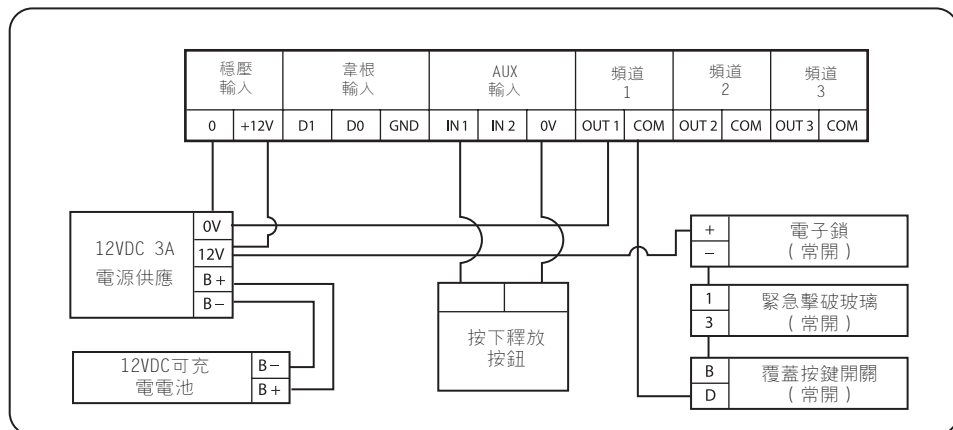 穩壓
輸入
韋根
輸入
AUX
輸入
頻道
1
頻道
2
頻道
3
0
+12V
D1
D0
GND
IN 1
IN 2
0V
OUT 1
COM
OUT 2
COM
OUT 3
COM
12VDC 3A
電源供應
0V
12V
B+
B-
12VDC可充
電電池
B-
B+
按下釋放
按鈕
+
-
電子鎖
(常開)
1
3
緊急擊破玻璃
(常開)
B
D
覆蓋按鍵開關
(常開)